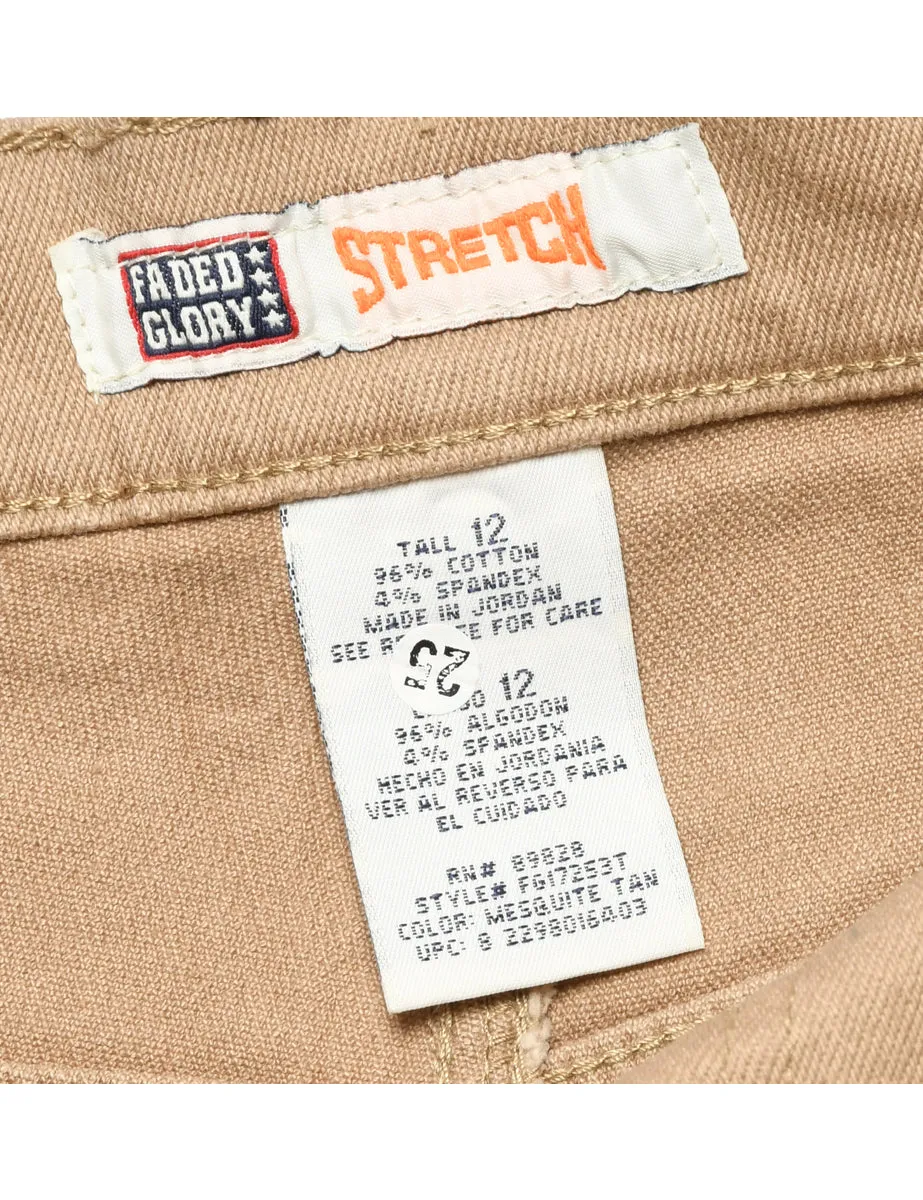 FADED
GLORY
STRETCH
TALL 12
96% COTTON
4% SPANDEX
MADE IN JORDAN
SEE FOR CARE
25
12
96% ALGODON
4% SPANDEX
HECHO EN JORDANIA
VER AL REVERSO PARA
EL CUIDADO
RN# 89828
STYLE# FG17253T
COLOR: MESQUITE TAN
UPC: 8 2298016403